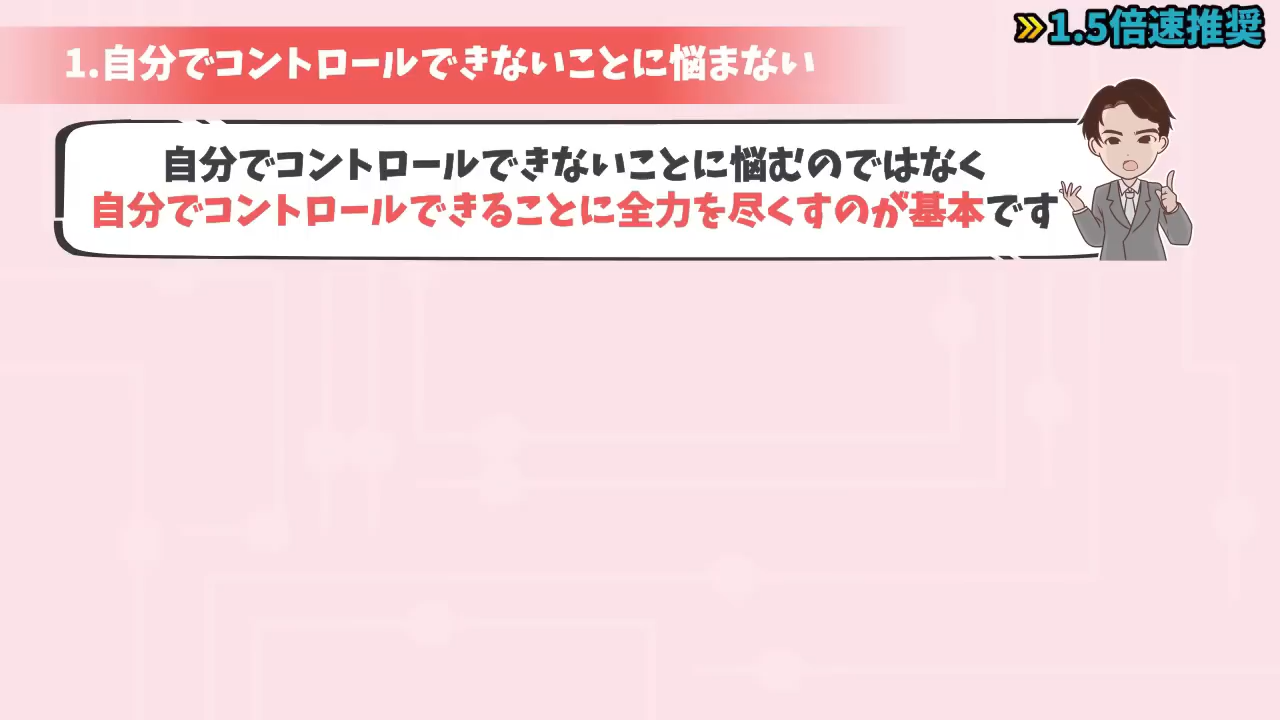 1.5倍速推奨
1.自分でコントロールできないことに悩まない
自分でコントロールできないことに悩むのではなく
自分でコントロールできることに全力を尽くすのが基本です